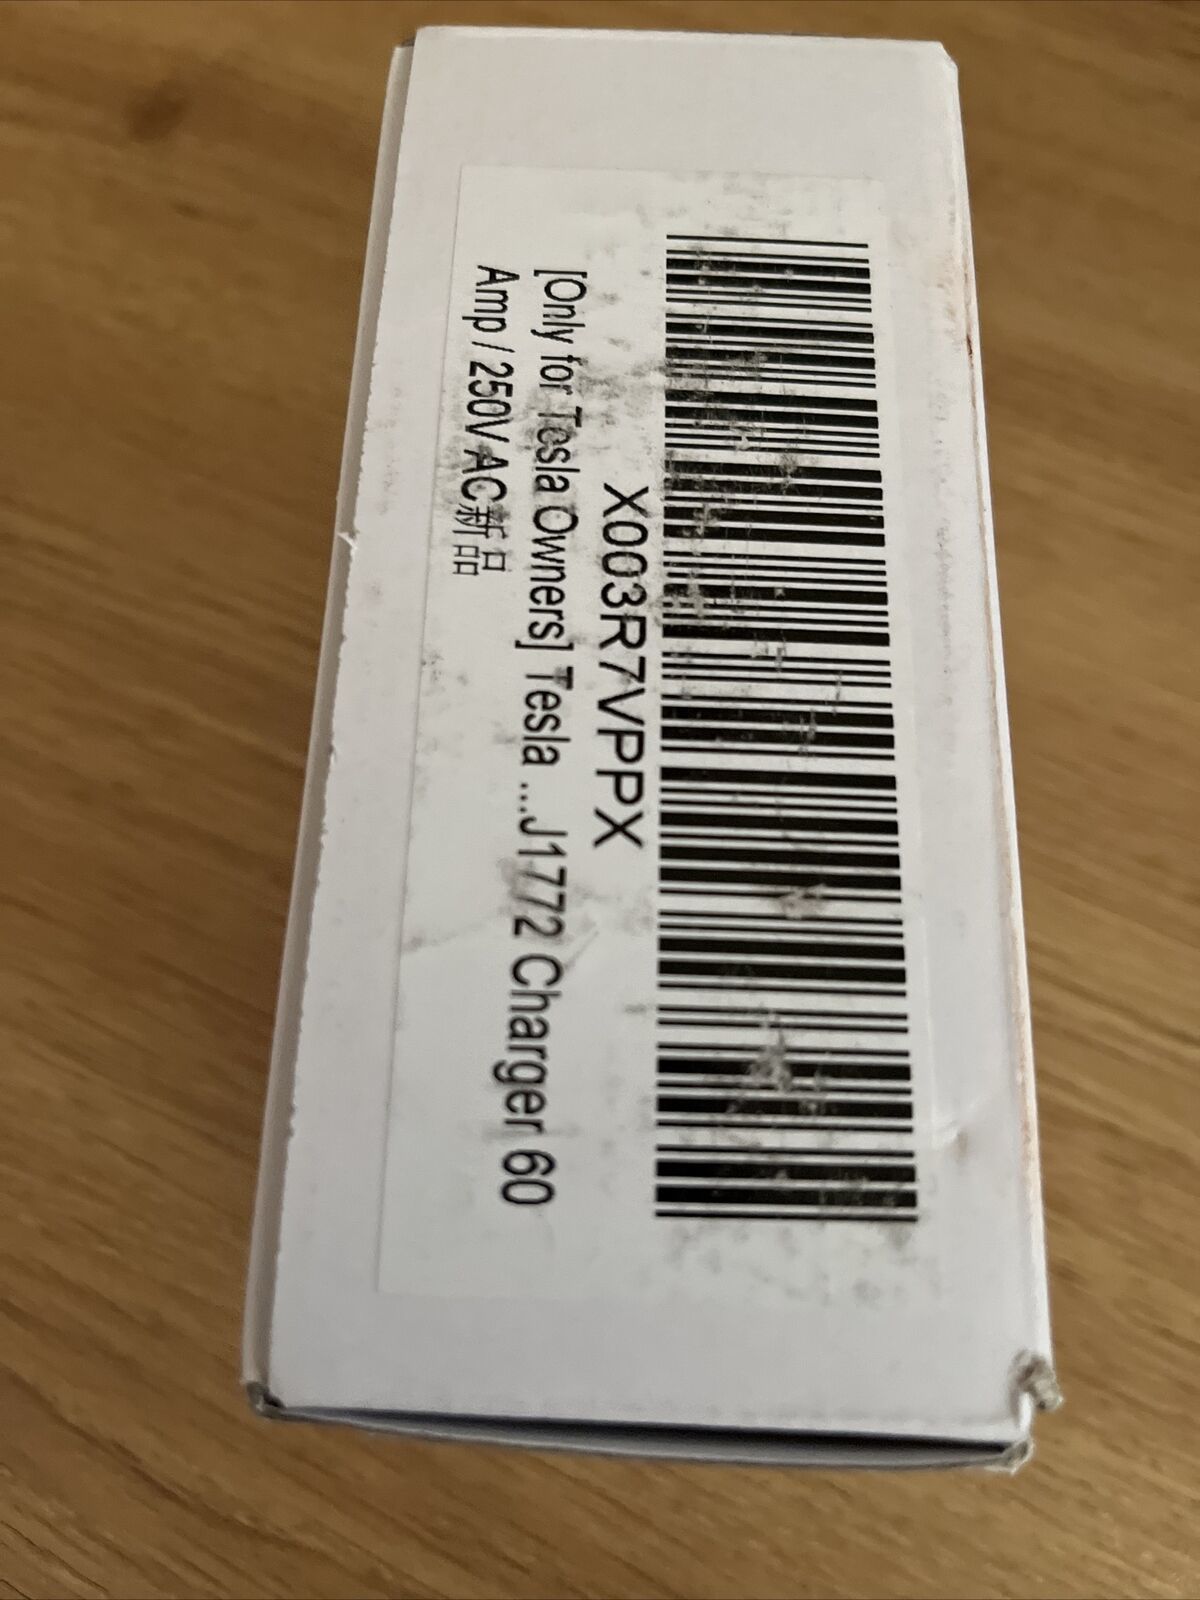 X003R7VPPX
[Only for Tesla Owners] Tesla ...J1772 Charger 60
Amp / 250V AC新品